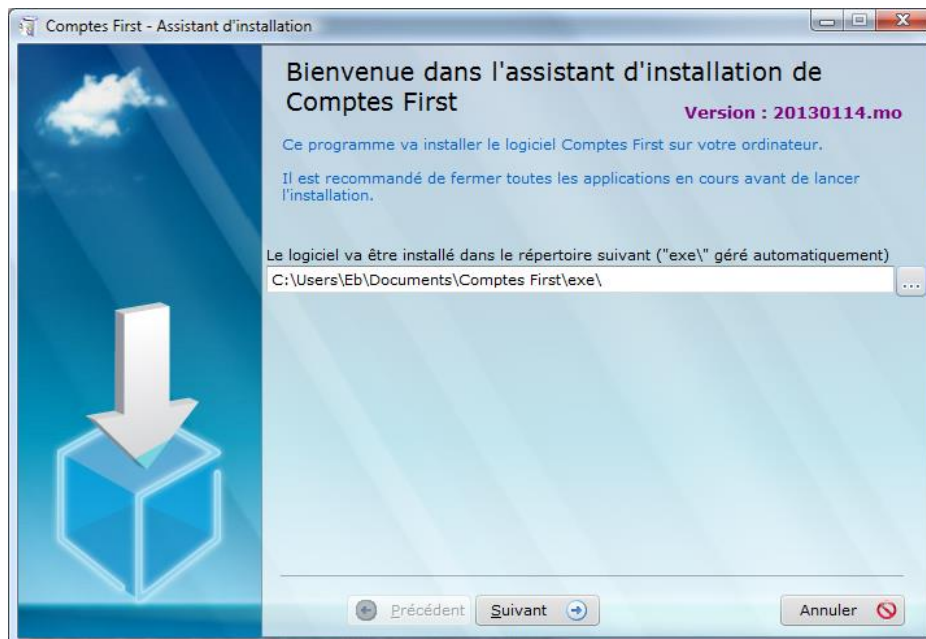 Comptes First - Assistant d'installation
Bienvenue dans l'assistant d'installation de
Comptes First
Version : 20130114.mo
Ce programme va installer le logiciel Comptes First sur votre ordinateur.
Il est recommandé de fermer toutes les applications en cours avant de lancer
l'installation.
Le logiciel va être installé dans le répertoire suivant ("exe\" géré automatiquement)
C:\Users\Eb\Documents\Comptes First\exe\
...
Précédent Suivant Annuler